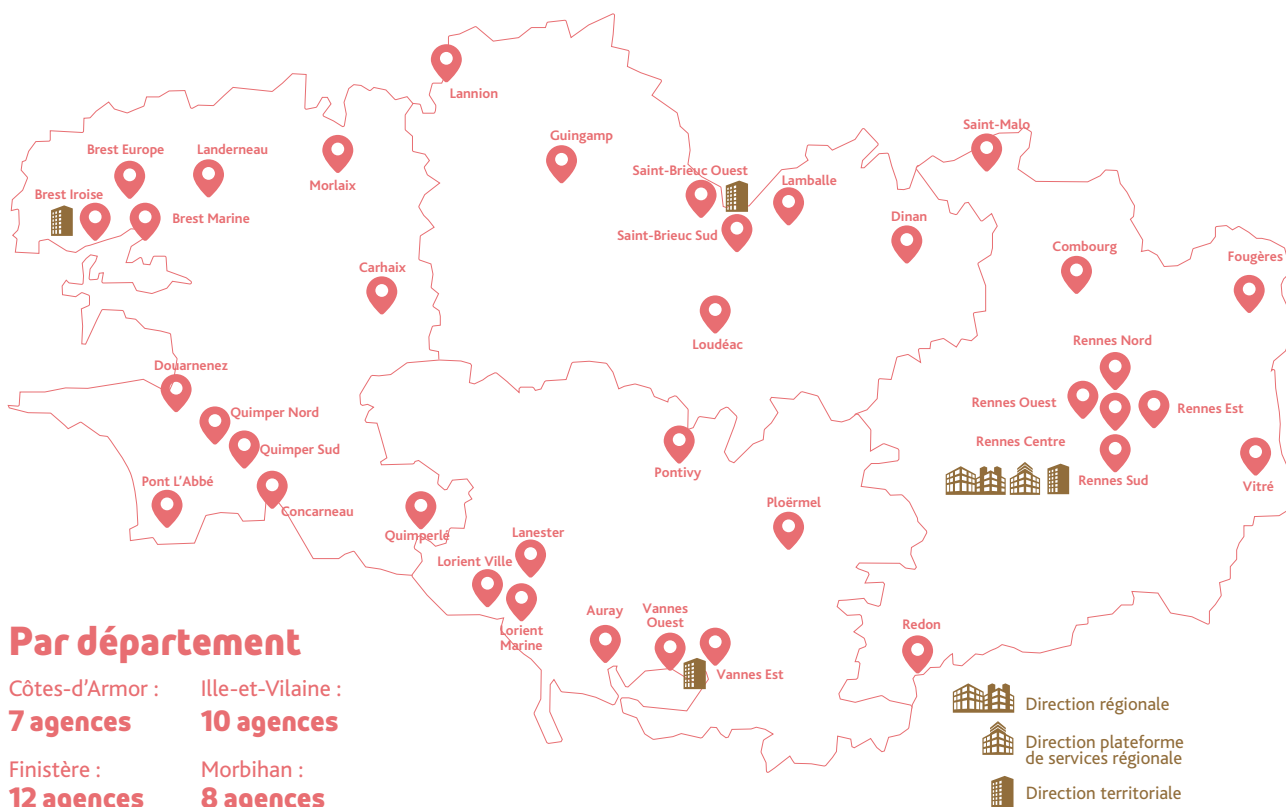 Lannion
Saint-Malo
Guingamp
Brest Europe
Landerneau
Saint-Brieuc Ouest
Lamballe
Morlaix
Brest Iroise
Dinan
Brest Marine
Saint-Brieuc Sud
Combourg
Fougères
Carhaix
Loudéac
Rennes Nord
Douarnenez
Rennes Ouest
Rennes Est
Quimper Nord
Rennes Centre
Quimper Sud
Pontivy
Pont L'Abbé
Rennes Sud
Vitré
Concarneau
Ploërmel
Quimperlé
Lanester
Lorient Ville
Auray
Vannes
Ouest
Redon
Lorient
Marine
Vannes Est
Par département
Côtes-d'Armor :
7 agences
Ille-et-Vilaine :
10 agences
Finistère :
12 agences
Morbihan :
8 agences
Direction régionale
Direction plateforme
de services régionale
Direction territoriale